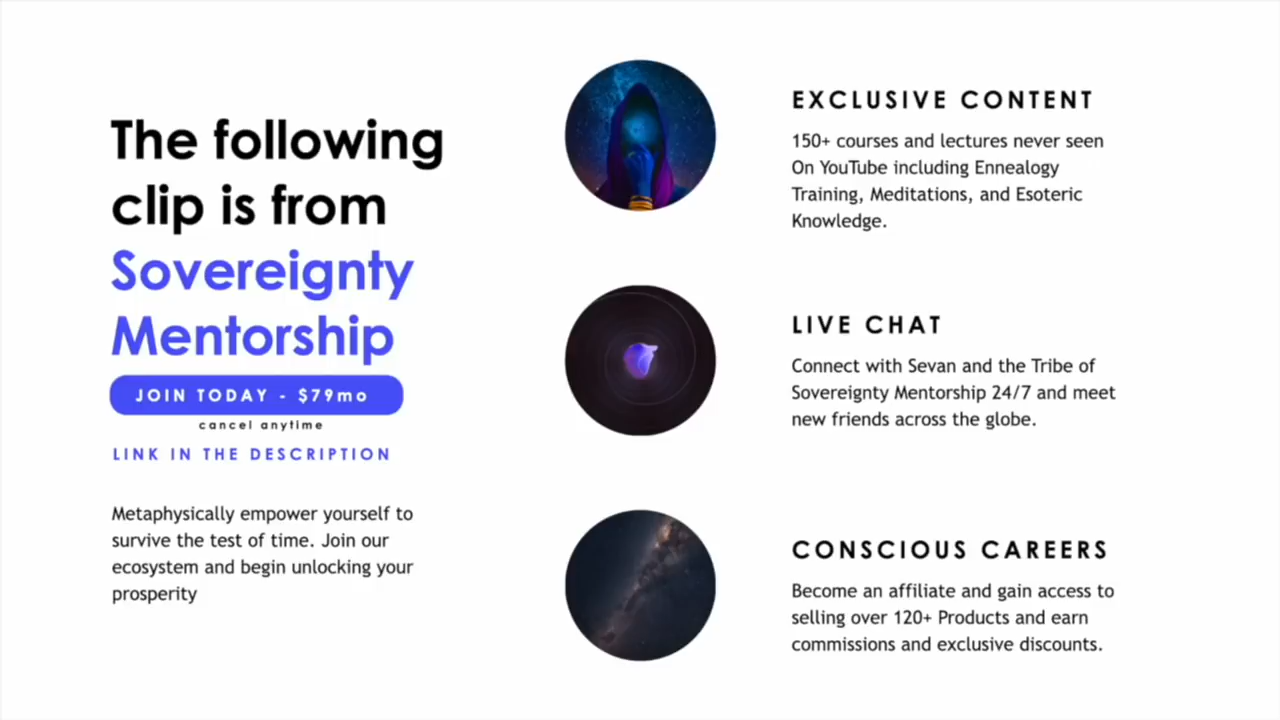 The following
clip is from
Sovereignty
Mentorship
JOIN TODAY - $79mo
cancel anytime
LINK IN THE DESCRIPTION
Metaphysically empower yourself to
survive the test of time. Join our
ecosystem and begin unlocking your
prosperity
EXCLUSIVE CONTENT
150+ courses and lectures never seen
On YouTube including Ennealogy
Training, Meditations, and Esoteric
Knowledge.
LIVE CHAT
Connect with Sevan and the Tribe of
Sovereignty Mentorship 24/7 and meet
new friends across the globe.
CONSCIOUS CAREERS
Become an affiliate and gain access to
selling over 120+ Products and earn
commissions and exclusive discounts.